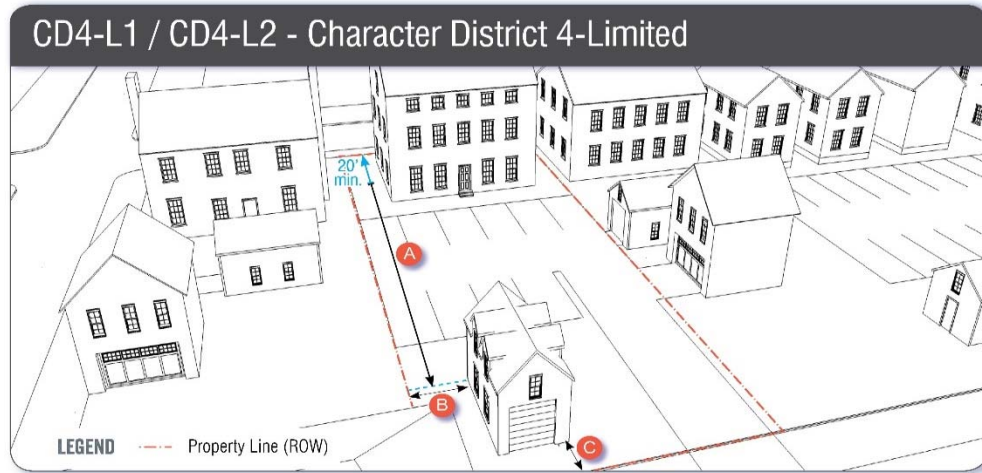 CD4-L1 / CD4-L2 - Character District 4-Limited
20'
min.
A
B
C
LEGEND Property Line (ROW)